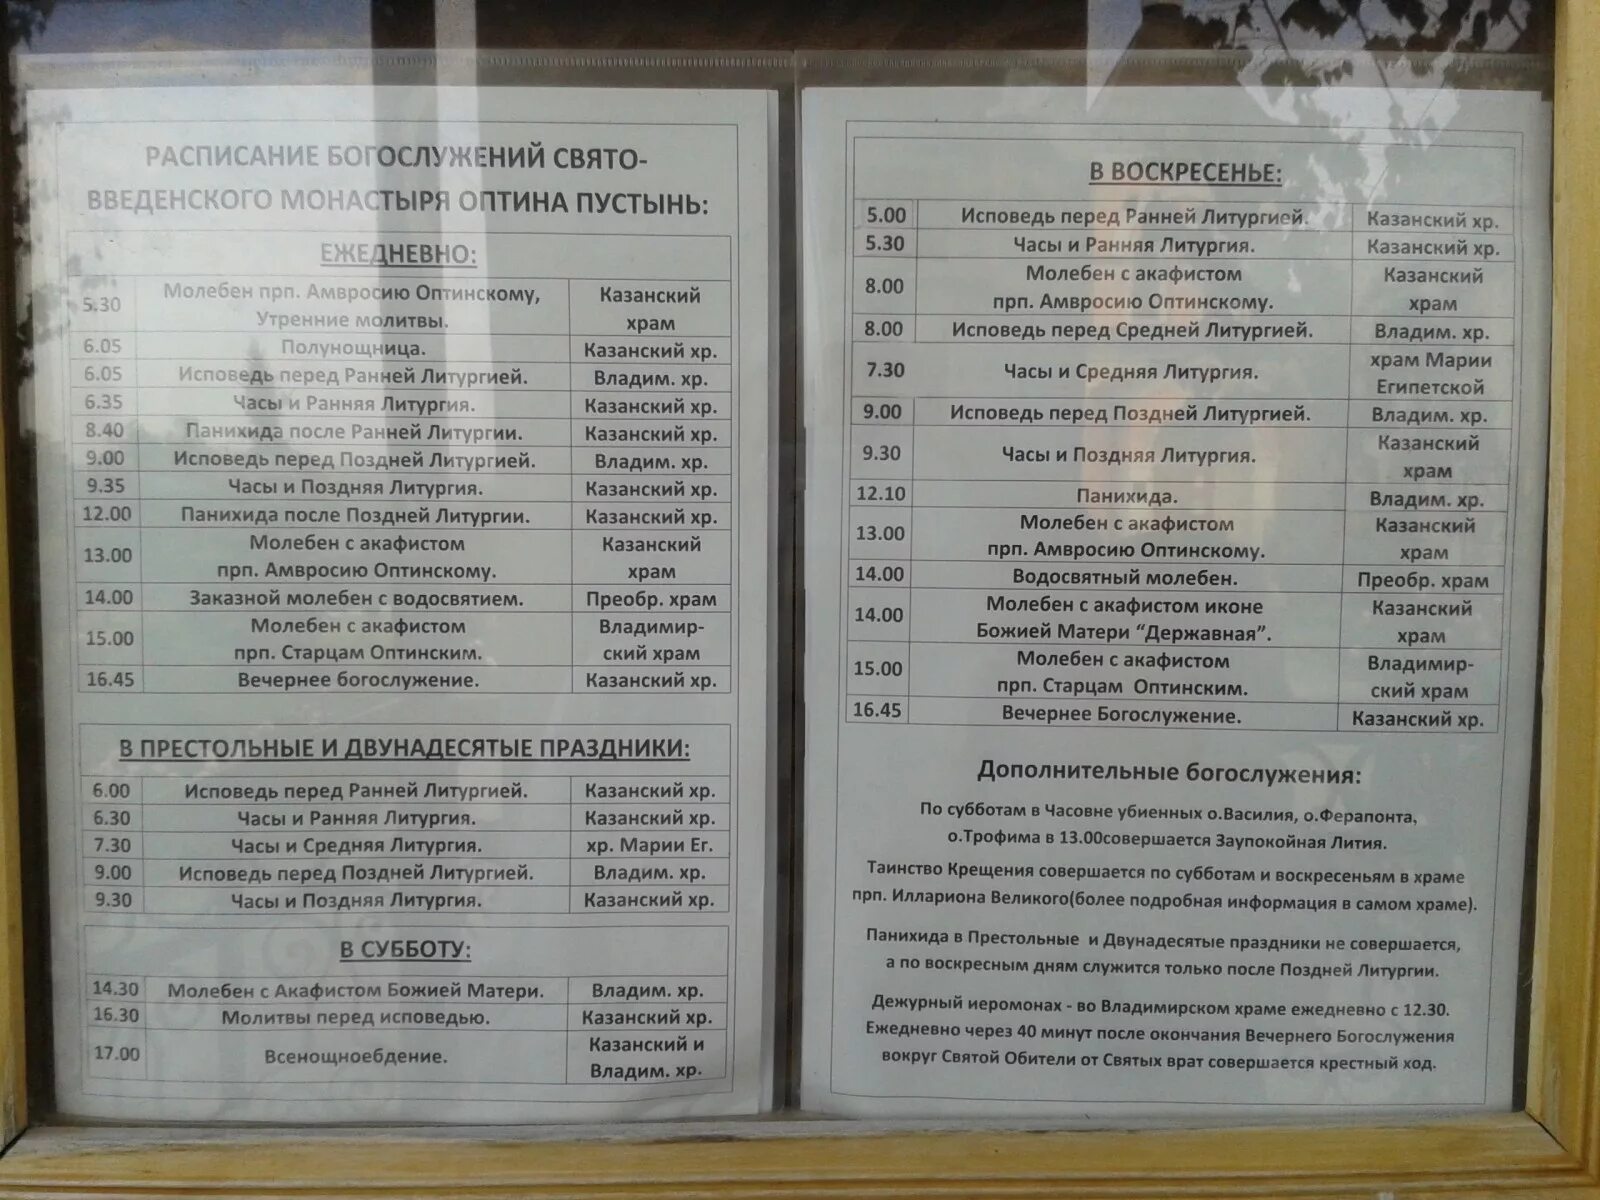 РАСПИСАНИЕ БОГОСЛУЖЕНИЙ СВЯТО-
ВВЕДЕНСКОГО МОНАСТЫРЯ ОПТИНА ПУСТЫНЬ:
ЕЖЕДНЕВНО:
5.30 Молебен прп. Амвросию Оптинскому, Казанский
Утренние молитвы. храм
6.05 Полунощница. Казанский хр.
6.05 Исповедь перед Ранней Литургией. Владим. хр.
6.35 Часы и Ранняя Литургия. Казанский хр.
8.40 Панихида после Ранней Литургии. Казанский хр.
9.00 Исповедь перед Поздней Литургией. Владим. хр.
9.35 Часы и Поздняя Литургия. Казанский хр.
12.00 Панихида после Поздней Литургии. Казанский хр.
13.00 Молебен с акафистом Казанский
прп. Амвросию Оптинскому. храм
14.00 Заказной молебен с водосвятием. Преобр. храм
15.00 Молебен с акафистом Владимир-
прп. Старцам Оптинским. ский храм
16.45 Вечернее богослужение. Казанский хр.
В ПРЕСТОЛЬНЫЕ И ДВУНАДЕСЯТЫЕ ПРАЗДНИКИ:
6.00 Исповедь перед Ранней Литургией. Казанский хр.
6.30 Часы и Ранняя Литургия. Казанский хр.
7.30 Часы и Средняя Литургия. хр. Марии Ег.
9.00 Исповедь перед Поздней Литургией. Владим. хр.
9.30 Часы и Поздняя Литургия. Казанский хр.
В СУББОТУ:
14.30 Молебен с Акафистом Божией Матери. Владим. хр.
16.30 Молитвы перед исповедью. Казанский хр.
17.00 Всенощноебдение. Казанский и
Владим. хр.
В ВОСКРЕСЕНЬЕ:
5.00 Исповедь перед Ранней Литургией. Казанский хр.
5.30 Часы и Ранняя Литургия. Казанский хр.
8.00 Молебен с акафистом Казанский
прп. Амвросию Оптинскому. храм
8.00 Исповедь перед Средней Литургией. Владим. хр.
7.30 Часы и Средняя Литургия. храм Марии
Египетской
9.00 Исповедь перед Поздней Литургией. Владим. хр.
9.30 Часы и Поздняя Литургия. Казанский
храм
12.10 Панихида. Владим. хр.
13.00 Молебен с акафистом Казанский
прп. Амвросию Оптинскому. храм
14.00 Водосвятный молебен. Преобр. храм
14.00 Молебен с акафистом иконе Казанский
Божией Матери “Державная”. храм
15.00 Молебен с акафистом Владимир-
прп. Старцам Оптинским. ский храм
16.45 Вечернее Богослужение. Казанский хр.
Дополнительные богослужения:
По субботам в Часовне убиенных о.Василия, о.Ферапонта,
о.Трофима в 13.00совершается Заупокойная Лития.
Таинство Крещения совершается по субботам и воскресеньям в храме
прп. Иллариона Великого(более подробная информация в самом храме).
Панихида в Престольные и Двунадесятые праздники не совершается,
а по воскресным дням служится только после Поздней Литургии.
Дежурный иеромонах - во Владимирском храме ежедневно с 12.30.
Ежедневно через 40 минут после окончания Вечернего Богослужения
вокруг Святой Обители от Святых врат совершается крестный ход.